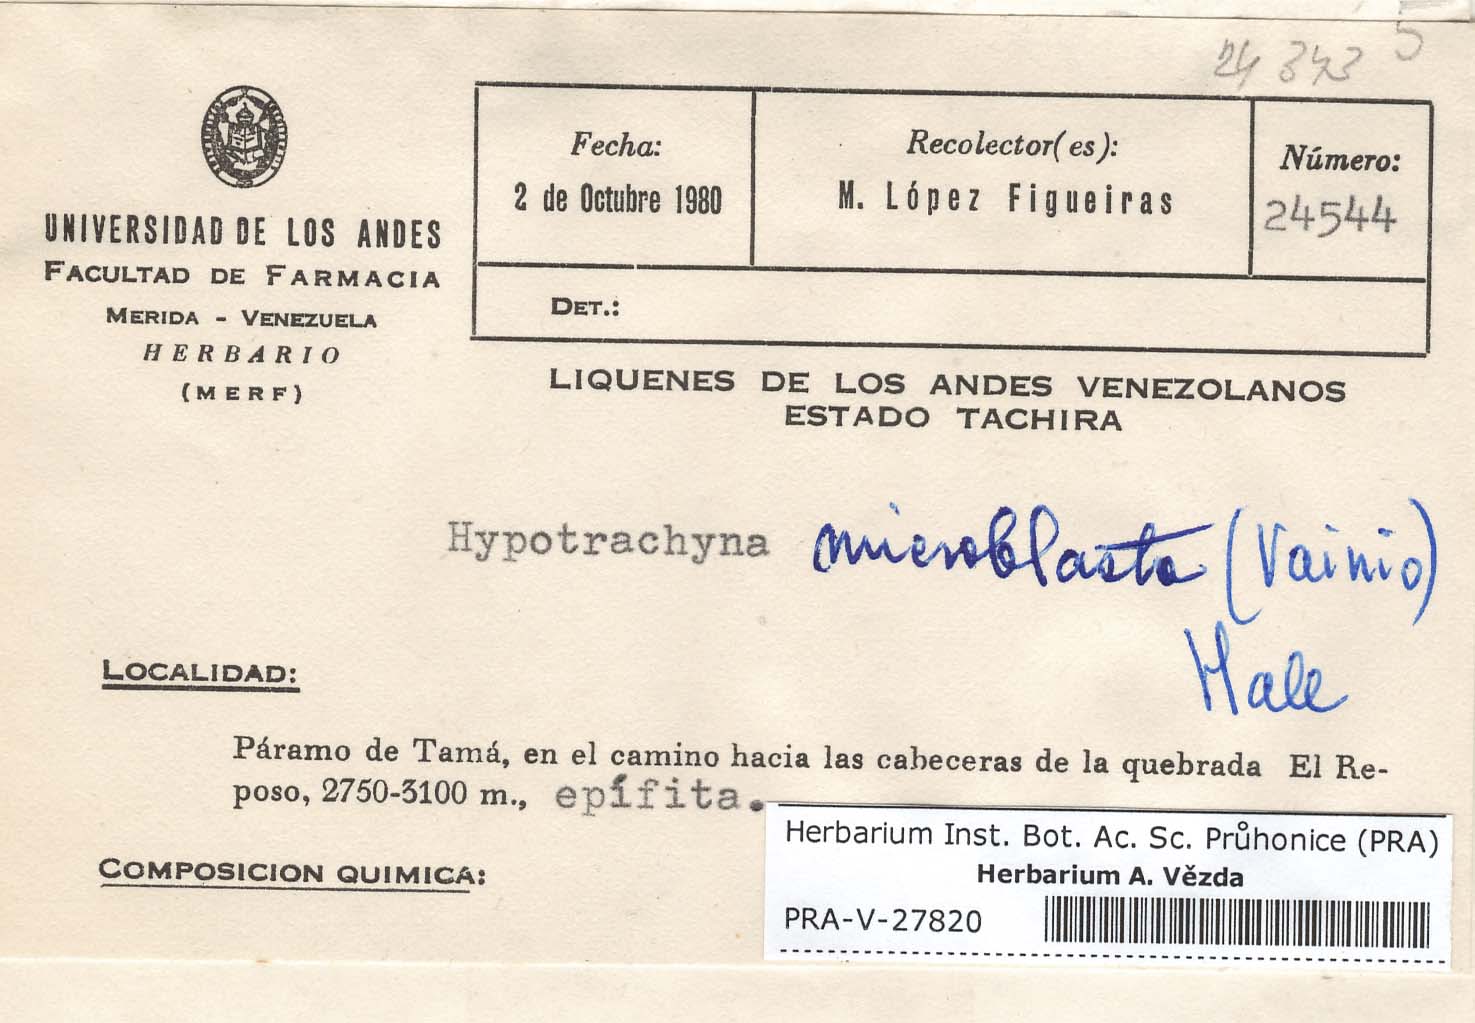 24 343 5
UNIVERSIDAD DE LOS ANDES
FACULTAD DE FARMACIA
MERIDA - VENEZUELA
HERBARIO
(MERF)
Fecha:
2 de Octubre 1980
Recolector(es):
M. López Figueiras
Número:
24544
DET.:
LIQUENES DE LOS ANDES VENEZOLANOS
ESTADO TACHIRA
Hypotrachyna microblasta (Vainio)
Hale
LOCALIDAD:
Páramo de Tamá, en el camino hacia las cabeceras de la quebrada El Re-
poso, 2750-3100 m., epífita.
COMPOSICION QUIMICA:
Herbarium Inst. Bot. Ac. Sc. Průhonice (PRA)
Herbarium A. Vězda
PRA-V-27820